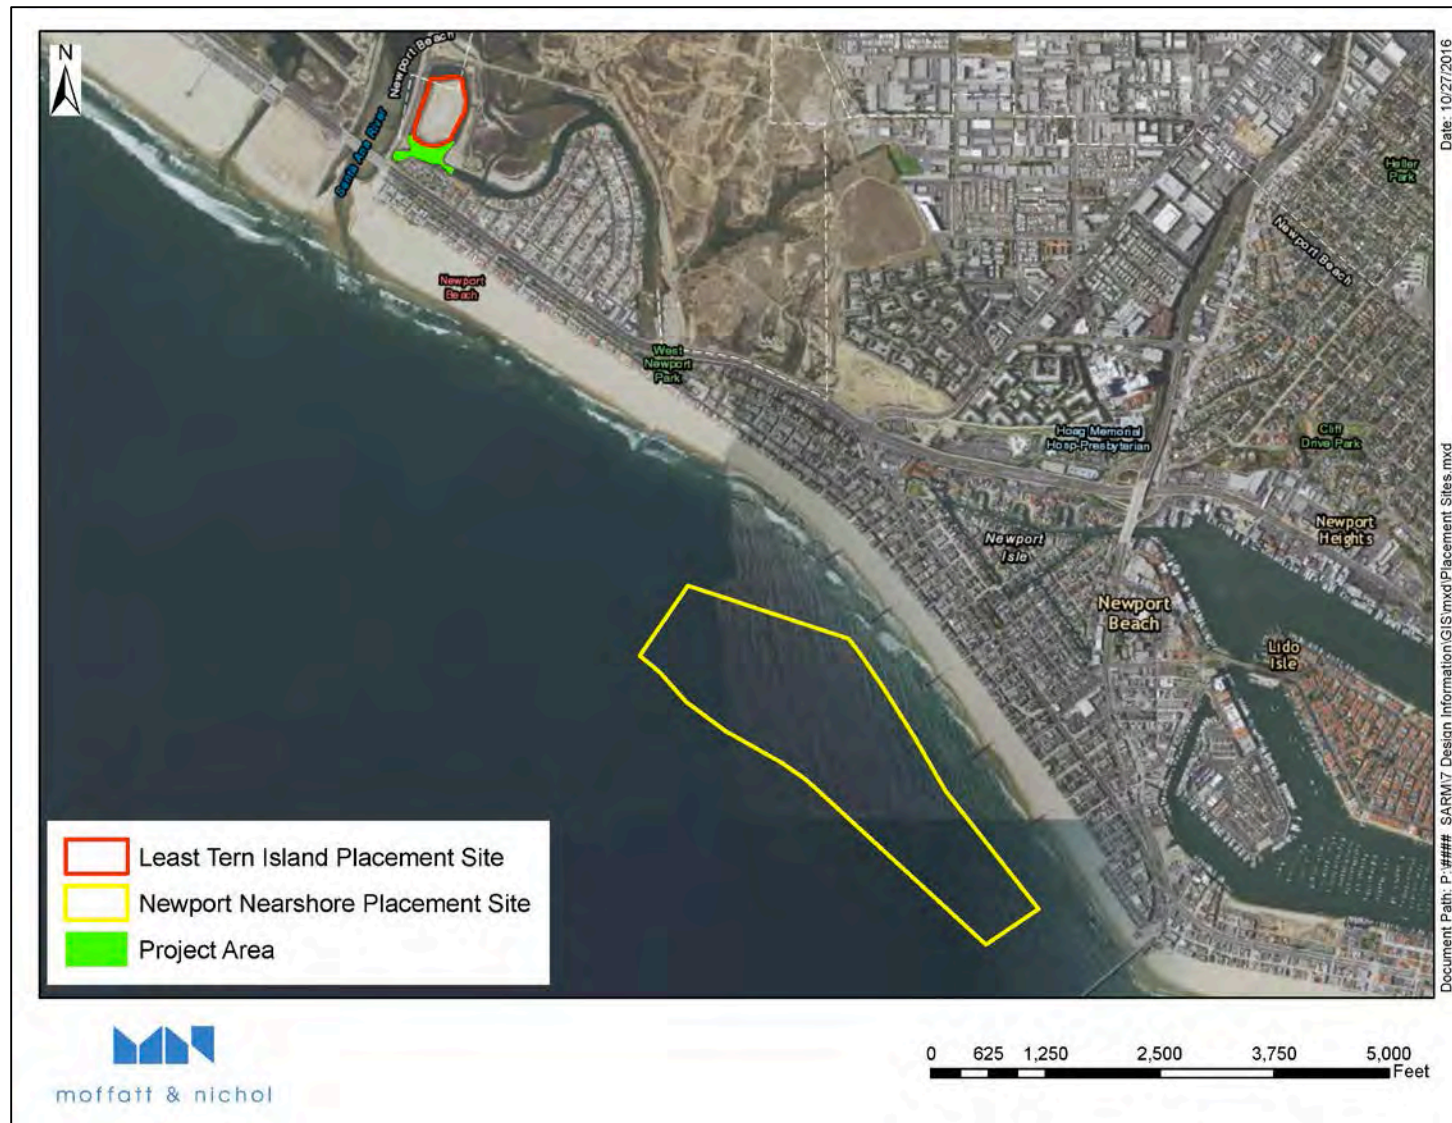 N
Newport Beach
Santa Ana River
Newport
Beach
West
Newport
Park
Heller
Park
Newport Beach
Hoag Memorial
Hosp-Presbyterian
Cliff
Drive Park
Newport
Isle
Newport
Heights
Newport
Beach
Lido
Isle
Least Tern Island Placement Site
Newport Nearshore Placement Site
Project Area
moffatt & nichol
0 625 1,250 2,500 3,750 5,000
Feet
Date: 10/27/2016
Document Path: P:\#### SARM\7 Design Information\GIS\mxd\Placement Sites.mxd